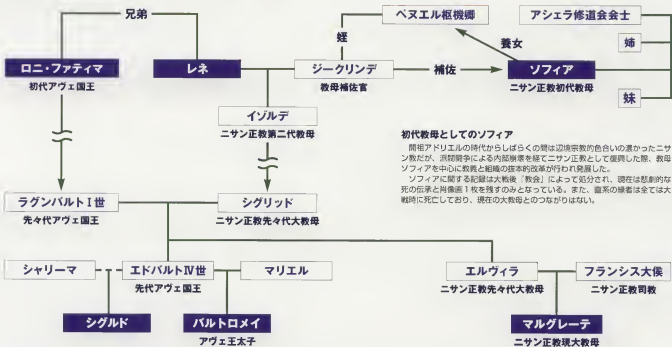 兄弟
ロニ・ファティマ
初代アヴェ国王
レネ
ペヌエル枢機卿
姪
養女
ジークリンデ
教母補佐官
補佐
ソフィア
ニサン正教初代教母
アシェラ修道会会士
姉
妹
イゾルデ
ニサン正教第二代教母
初代教母としてのソフィア
開祖アドリエルの時代からしばらくの間は辺境宗教的色合いの濃かったニサ
ン教だが、派閥闘争による内部崩壊を経てニサン正教として復興した際、教母
ソフィアを中心に教義と組織の抜本的改革が行われ発展した。
ソフィアに関する記録は大戦後「教会」によって処分され、現在は悲劇的な
死の伝承と肖像画1枚を残すのみとなっている。また、直系の縁者は全ては大
戦時に死亡しており、現在の大教母とのつながりはない。
ラグンバルトⅠ世
先々代アヴェ国王
シグリッド
ニサン正教先々代大教母
シャリーマ
エドバルトⅣ世
先代アヴェ国王
マリエル
エルヴィラ
ニサン正教先々代大教母
フランシス大侯
ニサン正教司教
シグルド
バルトロメイ
アヴェ王太子
マルグレーテ
ニサン正教現大教母